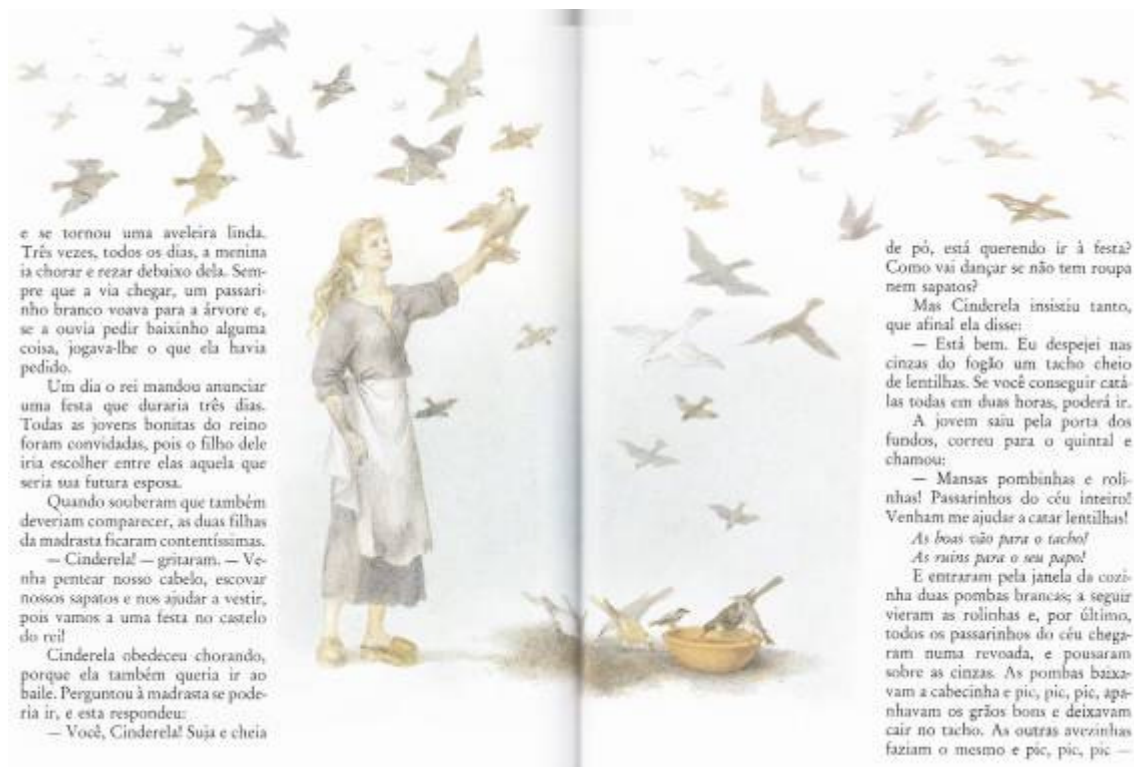 e se tornou uma aveleira linda.
Três vezes, todos os dias, a menina
ia chorar e rezar debaixo dela. Sem-
pre que a via chegar, um passari-
nho branco voava para a árvore e,
se a ouvia pedir baixinho alguma
coisa, jogava-lhe o que ela havia
pedido.
Um dia o rei mandou anunciar
uma festa que duraria três dias.
Todas as jovens bonitas do reino
foram convidadas, pois o filho dele
iria escolher entre elas aquela que
seria sua futura esposa.
Quando souberam que também
deveriam comparecer, as duas filhas
da madrasta ficaram contentíssimas.
— Cinderela! — gritaram. — Ve-
nha pentear nosso cabelo, escovar
nossos sapatos e nos ajudar a vestir,
pois vamos a uma festa no castelo
do rei!
Cinderela obedeceu chorando,
porque ela também queria ir ao
baile. Perguntou à madrasta se pode-
ria ir, e esta respondeu:
— Você, Cinderela! Suja e cheia
de pó, está querendo ir à festa?
Como vai dançar se não tem roupa
nem sapatos?
Mas Cinderela insistiu tanto,
que afinal ela disse:
— Está bem. Eu despejei nas
cinzas do fogão um tacho cheio
de lentilhas. Se você conseguir catá-
las todas em duas horas, poderá ir.
A jovem saiu pela porta dos
fundos, correu para o quintal e
chamou:
— Mansas pombinhas e roli-
nhas! Passarinhos do céu inteiro!
Venham me ajudar a catar lentilhas!
As boas vão para o tacho!
As ruins para o seu papo!
E entraram pela janela da cozi-
nha duas pombas brancas; a seguir
vieram as rolinhas e, por último,
todos os passarinhos do céu chega-
ram numa revoada, e pousaram
sobre as cinzas. As pombas baixa-
vam a cabecinha e pic, pic, pic, apa-
nhavam os grãos bons e deixavam
cair no tacho. As outras avezinhas
faziam o mesmo e pic, pic, pic —